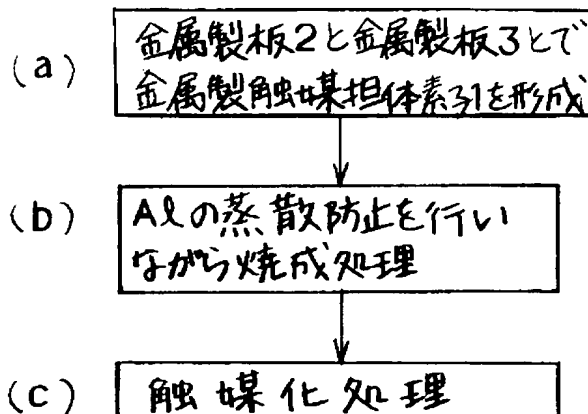 (a)
金属製板2と金属製板3とで
金属製触媒担体素子1を形成
(b)
Alの蒸散防止を行い
ながら焼成処理
(c)
触媒化処理